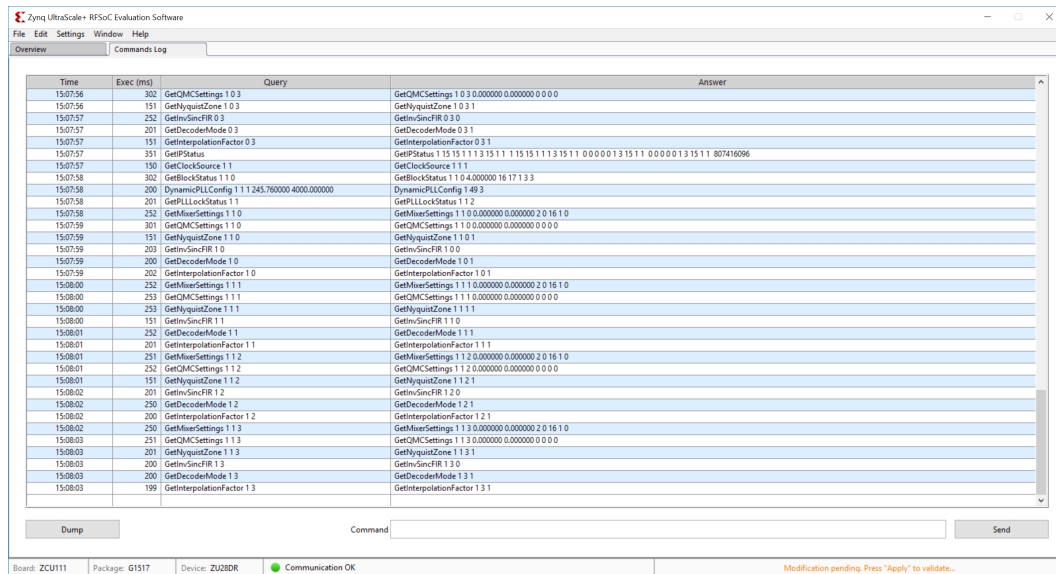 Zynq UltraScale+ RFSoC Evaluation Software
File Edit Settings Window Help
Overview Commands Log
Time Exec (ms) Query Answer
15:07:56 302 GetQMCSettings 1 0 3 GetQMCSettings 1 0 3 0.000000 0.000000 0 0 0 0
15:07:56 151 GetNyquistZone 1 0 3 GetNyquistZone 1 0 3 1
15:07:57 252 GetInvSincFIR 0 3 GetInvSincFIR 0 3 0
15:07:57 201 GetDecoderMode 0 3 GetDecoderMode 0 3 1
15:07:57 151 GetInterpolationFactor 0 3 GetInterpolationFactor 0 3 1
15:07:57 351 GetIPStatus GetIPStatus 1 15 15 1 1 1 3 15 1 1 1 15 15 1 1 1 3 15 1 1 0 0 0 0 0 1 3 15 1 1 0 0 0 0 0 1 3 15 1 1 807416096
15:07:57 150 GetClockSource 1 1 GetClockSource 1 1 1
15:07:58 302 GetBlockStatus 1 1 0 GetBlockStatus 1 1 0 4.000000 16 17 1 3 3
15:07:58 200 DynamicPLLConfig 1 1 1 245.760000 4000.000000 DynamicPLLConfig 1 49 3
15:07:58 201 GetPLLLockStatus 1 1 GetPLLLockStatus 1 1 2
15:07:58 252 GetMixerSettings 1 1 0 GetMixerSettings 1 1 0 0.000000 0.000000 2 0 16 1 0
15:07:59 301 GetQMCSettings 1 1 0 GetQMCSettings 1 1 0 0.000000 0.000000 0 0 0 0
15:07:59 151 GetNyquistZone 1 1 0 GetNyquistZone 1 1 0 1
15:07:59 203 GetInvSincFIR 1 0 GetInvSincFIR 1 0 0
15:07:59 200 GetDecoderMode 1 0 GetDecoderMode 1 0 1
15:07:59 202 GetInterpolationFactor 1 0 GetInterpolationFactor 1 0 1
15:08:00 252 GetMixerSettings 1 1 1 GetMixerSettings 1 1 1 0.000000 0.000000 2 0 16 1 0
15:08:00 253 GetQMCSettings 1 1 1 GetQMCSettings 1 1 1 0.000000 0.000000 0 0 0 0
15:08:00 253 GetNyquistZone 1 1 1 GetNyquistZone 1 1 1 1
15:08:00 151 GetInvSincFIR 1 1 GetInvSincFIR 1 1 0
15:08:01 252 GetDecoderMode 1 1 GetDecoderMode 1 1 1
15:08:01 201 GetInterpolationFactor 1 1 GetInterpolationFactor 1 1 1
15:08:01 251 GetMixerSettings 1 1 2 GetMixerSettings 1 1 2 0.000000 0.000000 2 0 16 1 0
15:08:01 252 GetQMCSettings 1 1 2 GetQMCSettings 1 1 2 0.000000 0.000000 0 0 0 0
15:08:01 151 GetNyquistZone 1 1 2 GetNyquistZone 1 1 2 1
15:08:02 201 GetInvSincFIR 1 2 GetInvSincFIR 1 2 0
15:08:02 250 GetDecoderMode 1 2 GetDecoderMode 1 2 1
15:08:02 200 GetInterpolationFactor 1 2 GetInterpolationFactor 1 2 1
15:08:02 250 GetMixerSettings 1 1 3 GetMixerSettings 1 1 3 0.000000 0.000000 2 0 16 1 0
15:08:03 251 GetQMCSettings 1 1 3 GetQMCSettings 1 1 3 0.000000 0.000000 0 0 0 0
15:08:03 201 GetNyquistZone 1 1 3 GetNyquistZone 1 1 3 1
15:08:03 200 GetInvSincFIR 1 3 GetInvSincFIR 1 3 0
15:08:03 200 GetDecoderMode 1 3 GetDecoderMode 1 3 1
15:08:03 199 GetInterpolationFactor 1 3 GetInterpolationFactor 1 3 1
Dump Command Send
Board: ZCU111 Package: G1517 Device: ZU28DR Communication OK Modification pending. Press "Apply" to validate...